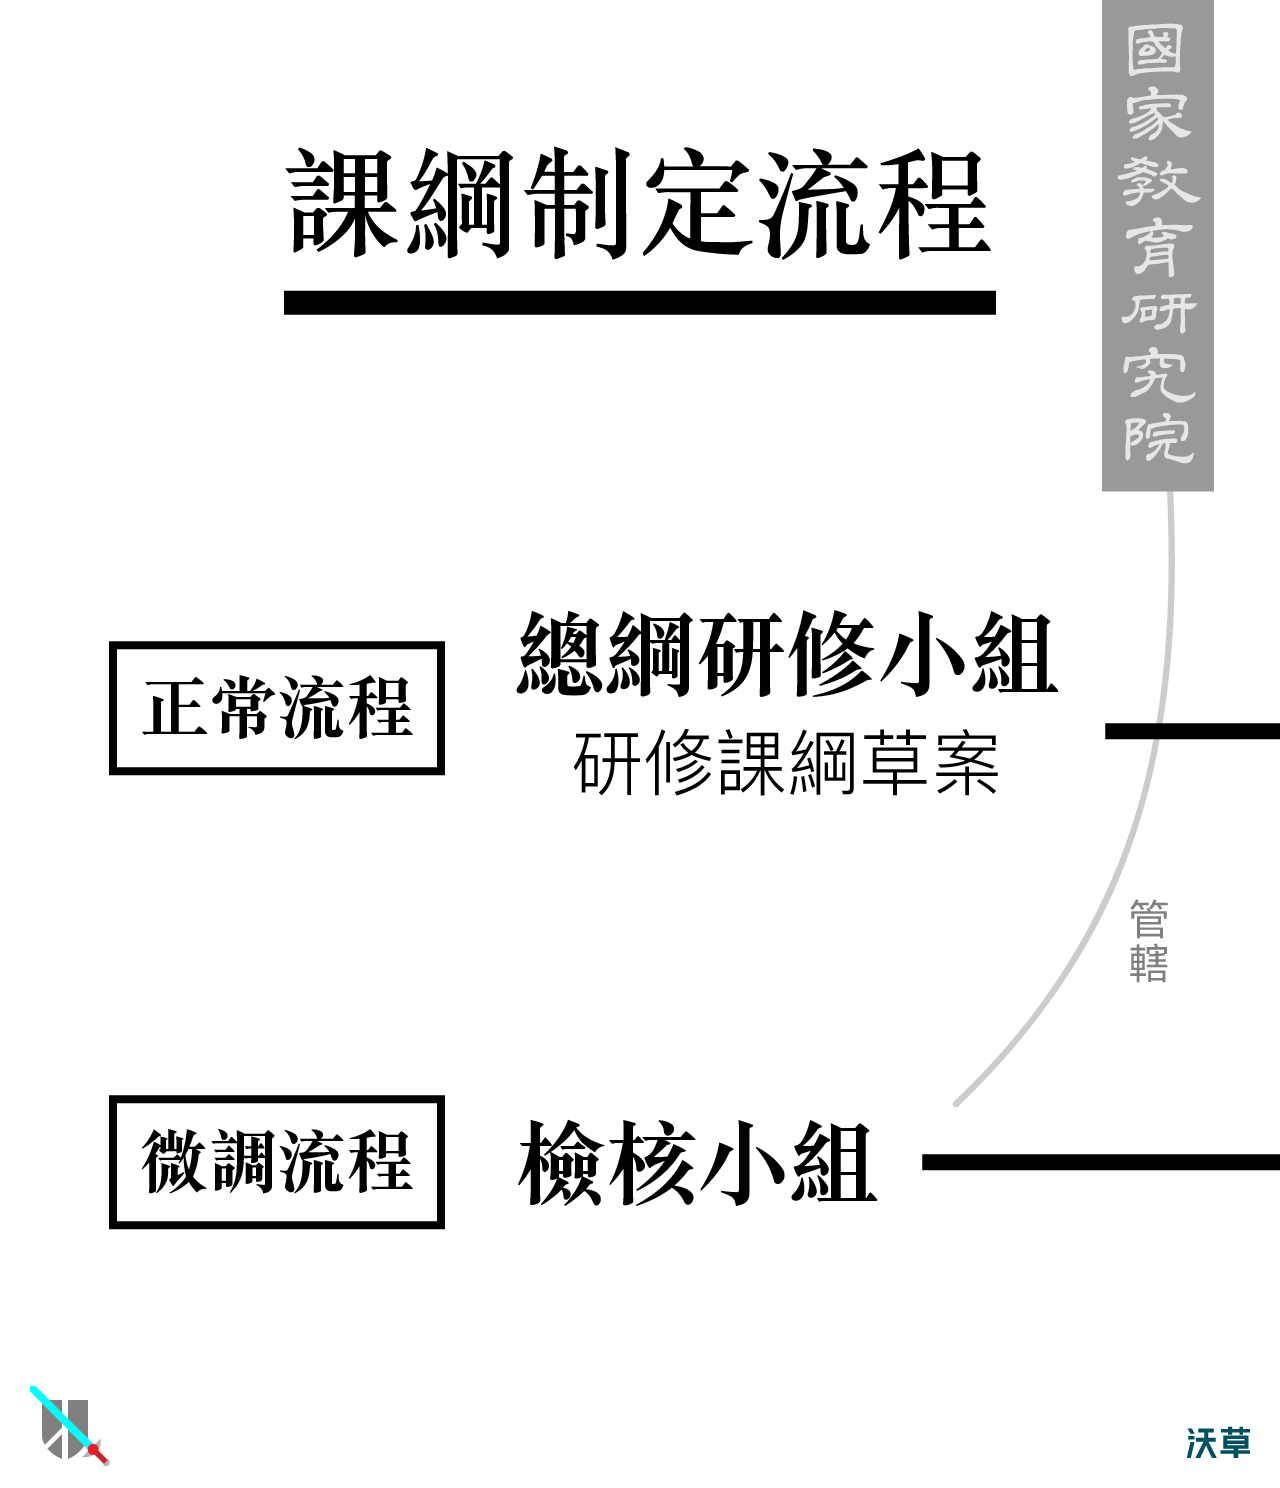 國家教育研究院
課綱制定流程
正常流程
總綱研修小組
研修課綱草案
管轄
微調流程
檢核小組
沃草